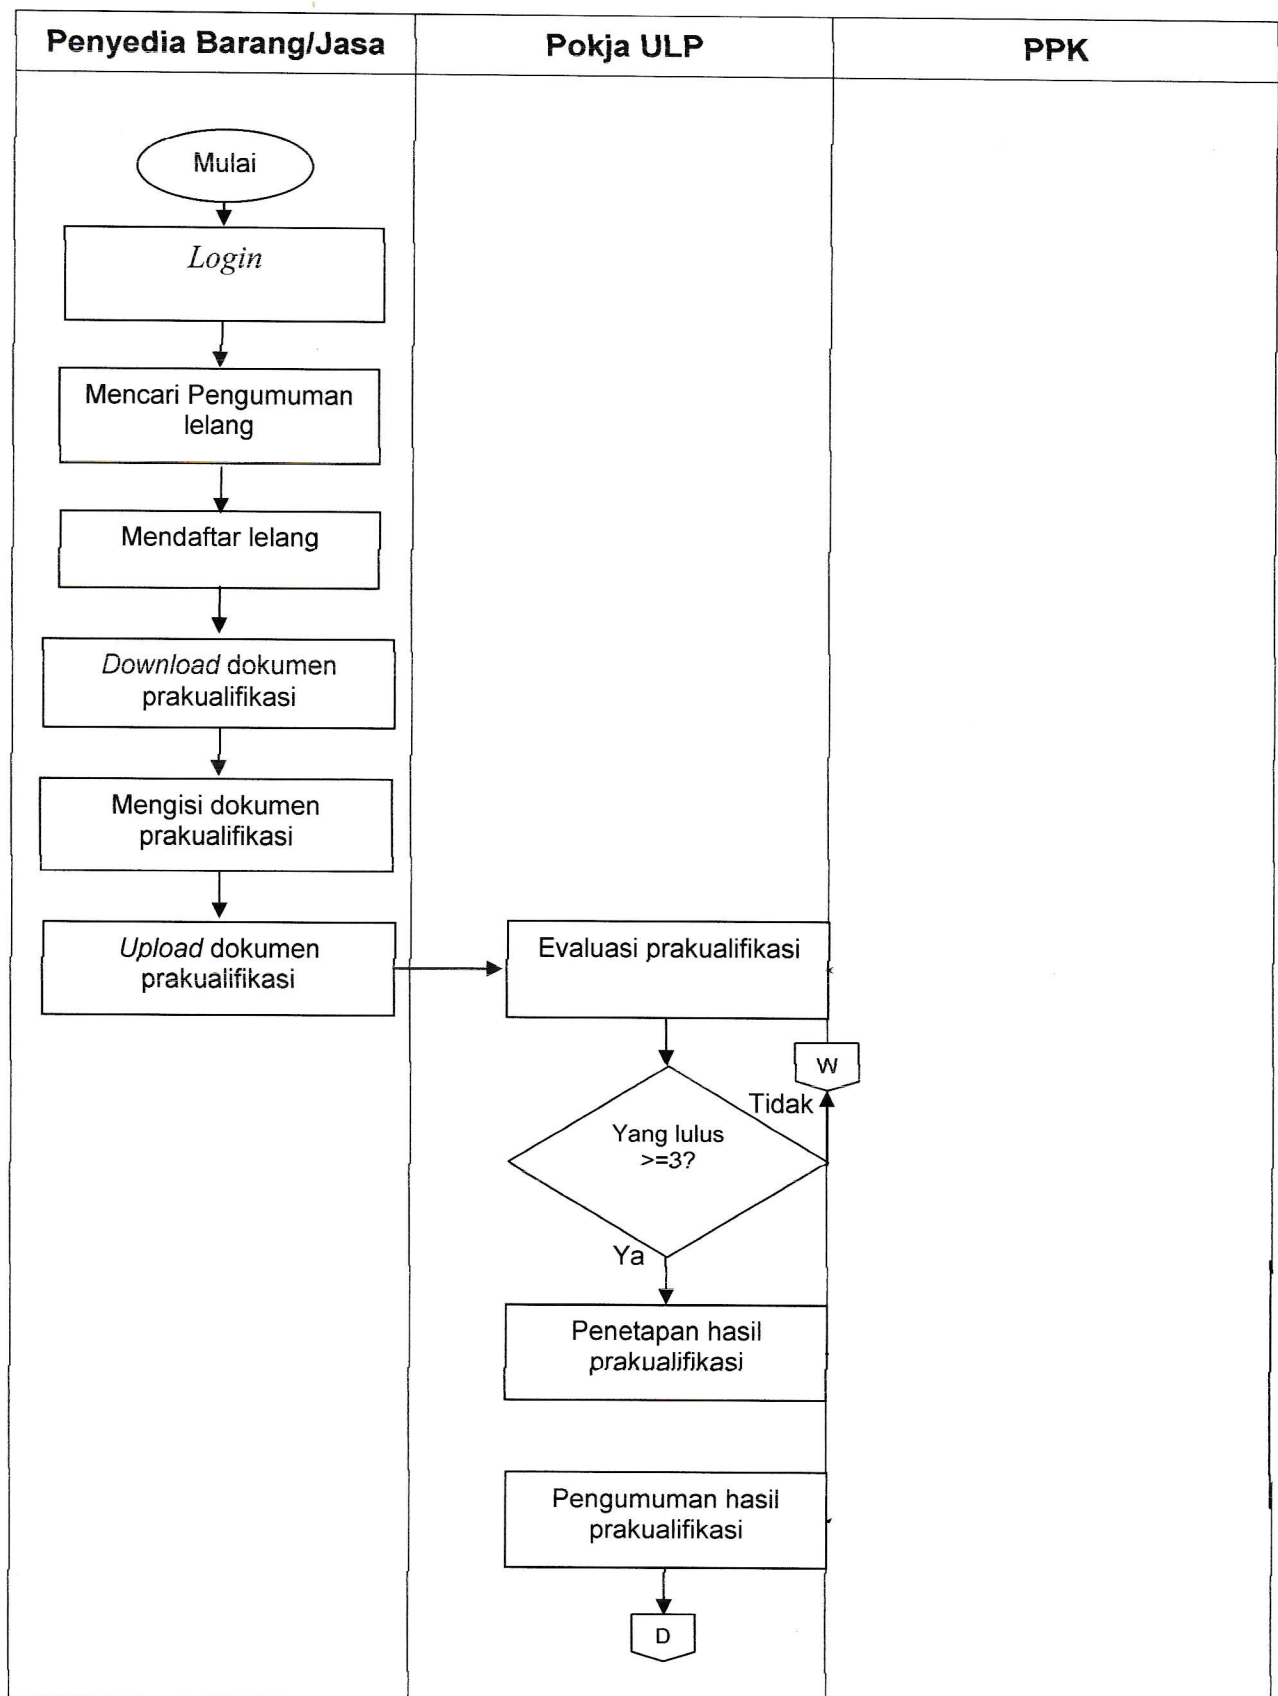 Penyedia Barang/Jasa
Pokja ULP
PPK
Mulai
Login
Mencari Pengumuman
lelang
Mendaftar lelang
Download dokumen
prakualifikasi
Mengisi dokumen
prakualifikasi
Upload dokumen
prakualifikasi
Evaluasi prakualifikasi
W
Tidak
Yang lulus
>=3?
Ya
Penetapan hasil
prakualifikasi
Pengumuman hasil
prakualifikasi
D